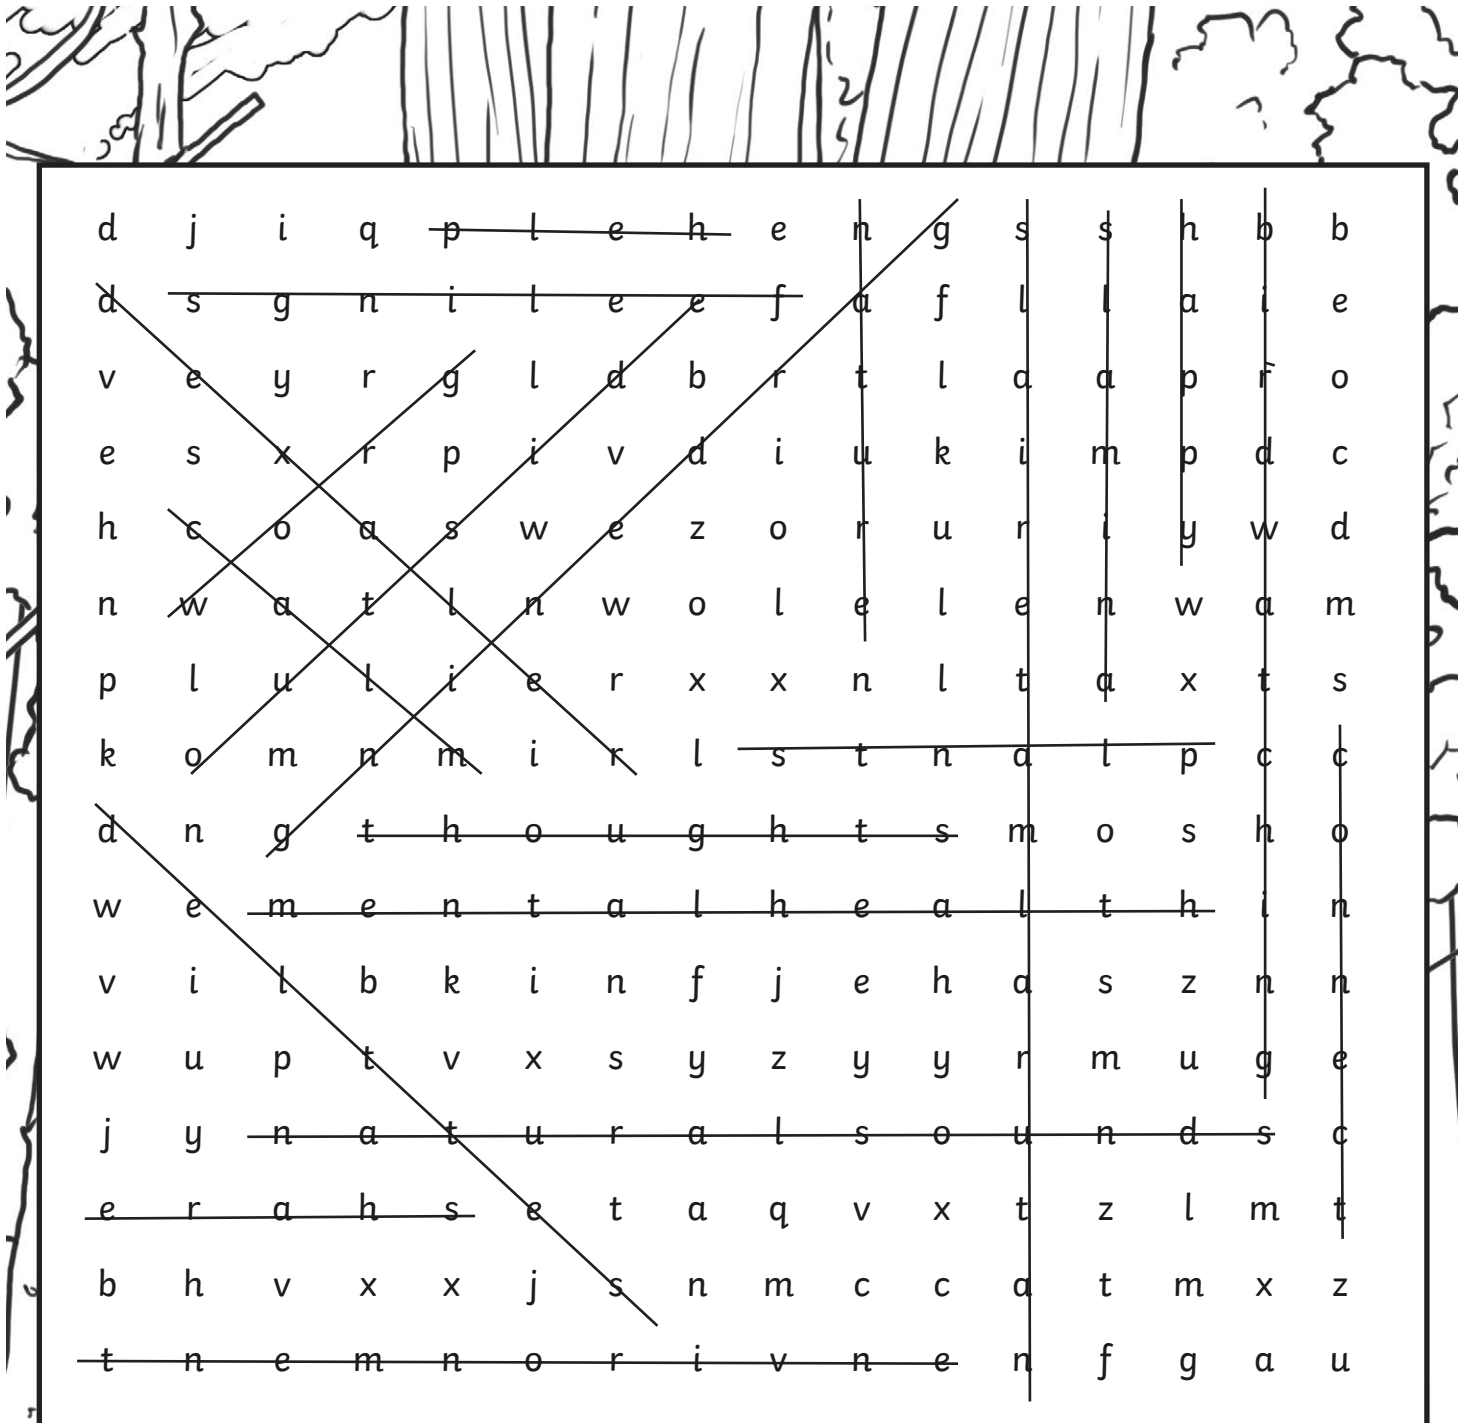 d j i q p l e h e n g s s h b b
d s g n i l e e f a f l l a i e
v e y r g l d b r t l a a p r o
e s x r p i v d i u k i m p d c
h c o a s w e z o r u r i y w d
n w a t l n w o l e l e n w a m
p l u l i e r x x n l t a x t s
k o m n m i r l s t n a l p c c
d n g t h o u g h t s m o s h o
w e m e n t a l h e a l t h i n
v i l b k i n f j e h a s z n n
w u p t v x s y z y y r m u g e
j y n a t u r a l s o u n d s c
e r a h s e t a q v x t z l m t
b h v x x j s n m c c a t m x z
t n e m n o r i v n e n f g a u